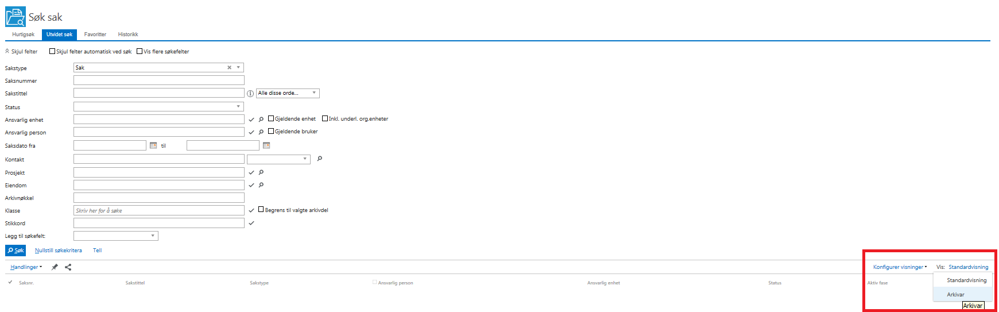 Søk sak
Hurtigsøk Utvidet søk Favoritter Historikk
Skjul felter Skjul felter automatisk ved søk Vis flere søkefelter
Sakstype Sak
Saksnummer
Sakstittel Alle disse orde...
Status
Ansvarlig enhet Gjeldende enhet Inkl. underl. org.enheter
Ansvarlig person Gjeldende bruker
Saksdato fra til
Kontakt
Prosjekt
Eiendom
Arkivnøkkel
Klasse Skriv her for å søke Begrens til valgte arkivdel
Stikkord
Legg til søkefelt:
Søk Nullstill søkekritera Tell
Handlinger Konfigurer visninger Vis: Standardvisning
Saksnr. Sakstittel Sakstype Ansvarlig person Ansvarlig enhet Status Aktiv fase
Standardvisning
Arkivar
Arkivar